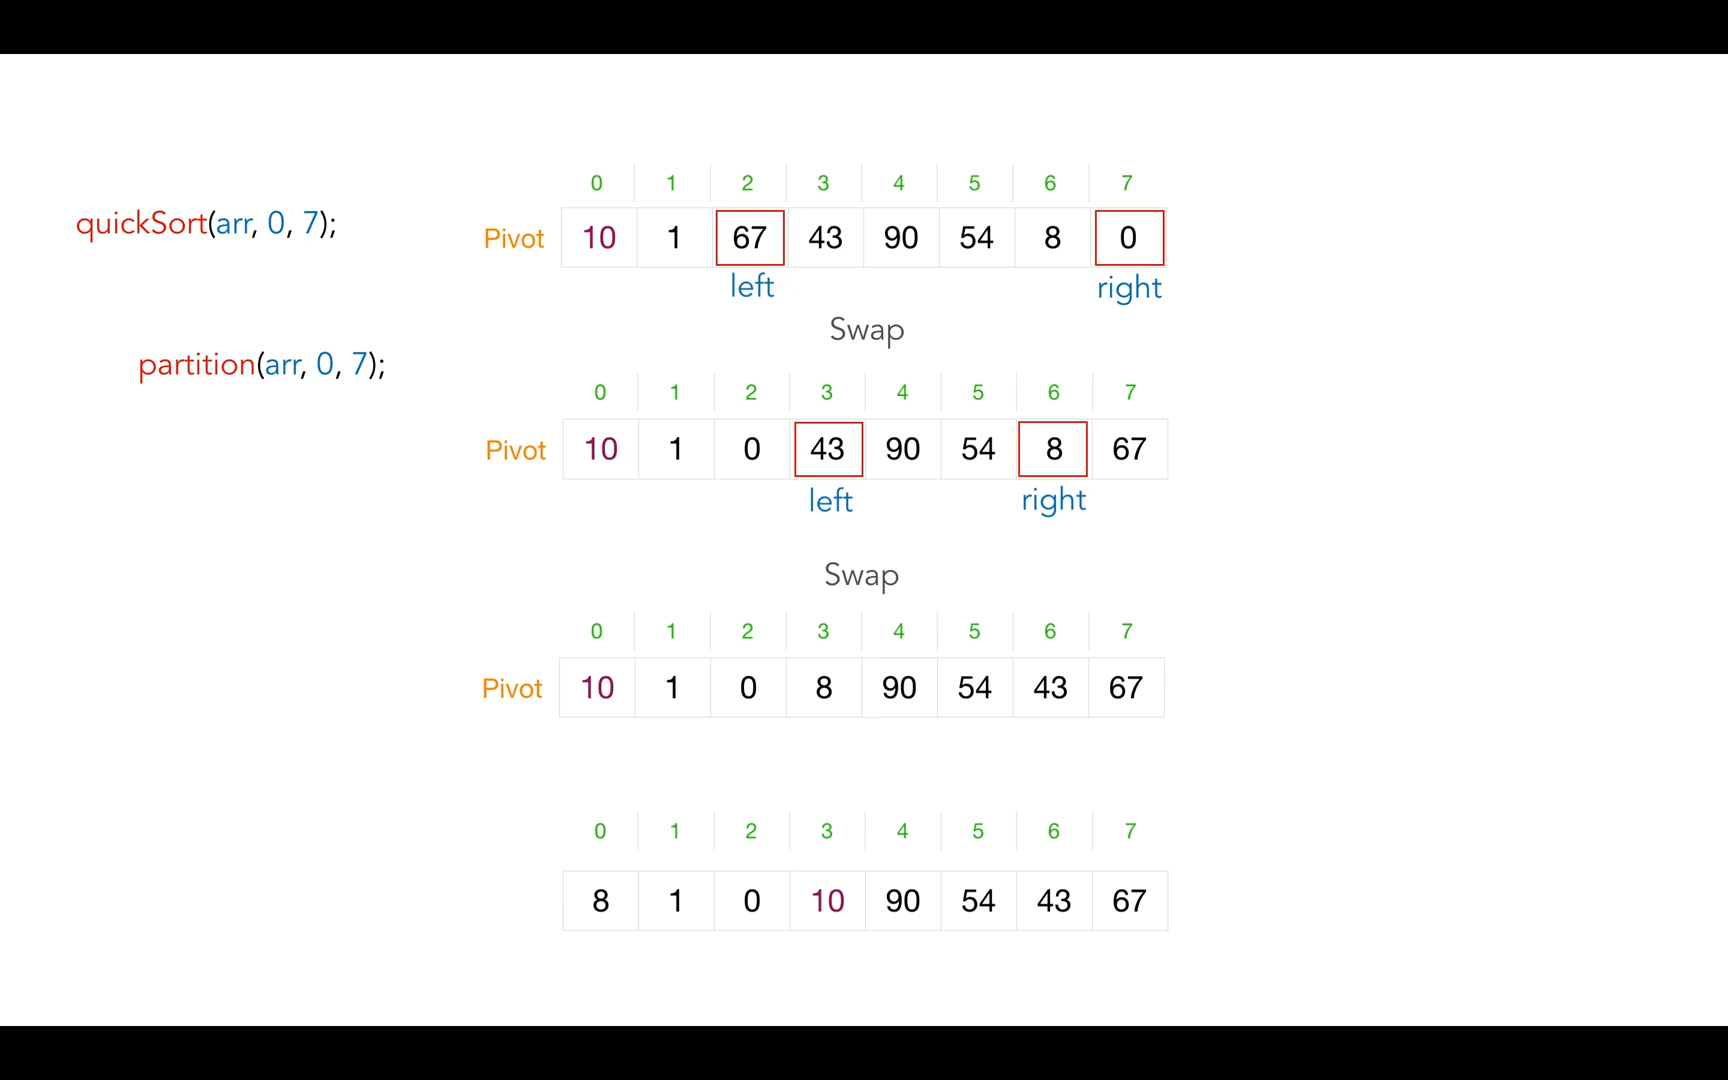 0 1 2 3 4 5 6 7
quickSort(arr, 0, 7);
Pivot 10 1 67 43 90 54 8 0
left right
Swap
partition(arr, 0, 7);
0 1 2 3 4 5 6 7
Pivot 10 1 0 43 90 54 8 67
left right
Swap
0 1 2 3 4 5 6 7
Pivot 10 1 0 8 90 54 43 67
0 1 2 3 4 5 6 7
8 1 0 10 90 54 43 67